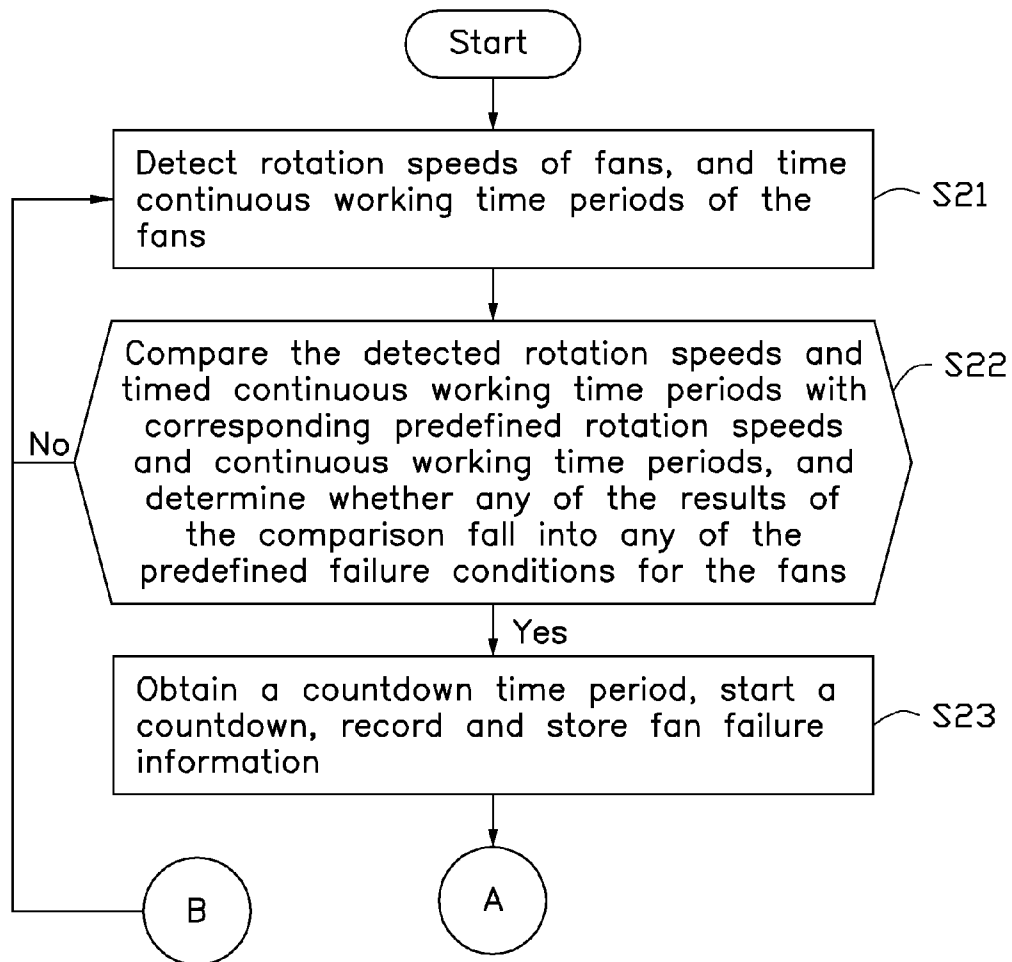 Start
Detect rotation speeds of fans, and time
continuous working time periods of the
fans
S21
Compare the detected rotation speeds and
timed continuous working time periods with
corresponding predefined rotation speeds
and continuous working time periods, and
determine whether any of the results of
the comparison fall into any of the
predefined failure conditions for the fans
S22
No
Yes
Obtain a countdown time period, start a
countdown, record and store fan failure
information
S23
B
A